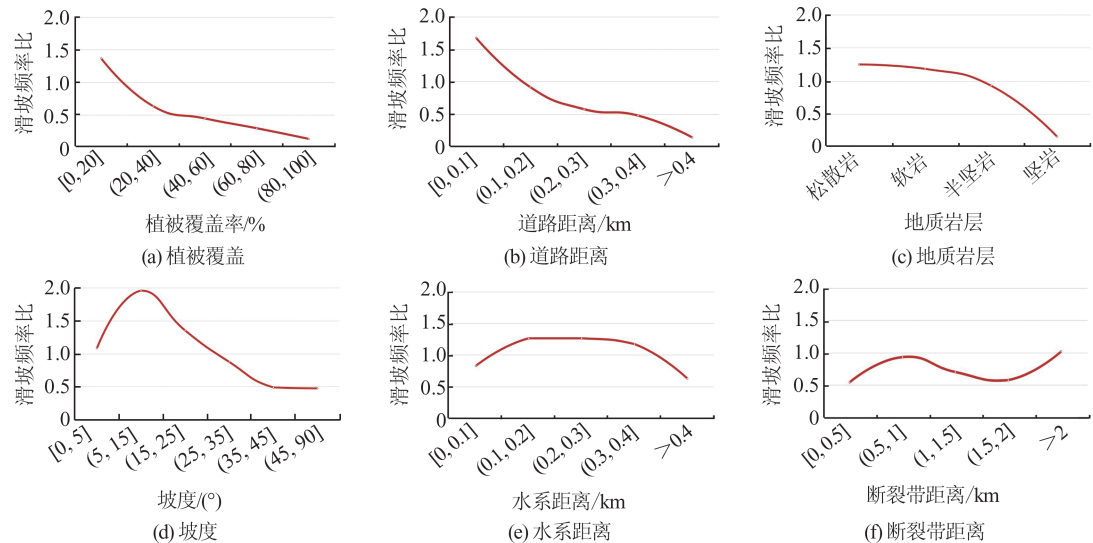 滑坡频率比
2.0
1.5
1.0
0.5
0
[0, 20]
(20, 40]
(40, 60]
(60, 80]
(80, 100]
植被覆盖率/%
(a) 植被覆盖
滑坡频率比
2.0
1.5
1.0
0.5
0
[0, 0.1]
(0.1, 0.2]
(0.2, 0.3]
(0.3, 0.4]
>0.4
道路距离/km
(b) 道路距离
滑坡频率比
2.0
1.5
1.0
0.5
0
松散岩
软岩
半坚岩
坚岩
地质岩层
(c) 地质岩层
滑坡频率比
2.0
1.5
1.0
0.5
0
[0, 5]
(5, 15]
(15, 25]
(25, 35]
(35, 45]
(45, 90]
坡度/(°)
(d) 坡度
滑坡频率比
2.0
1.5
1.0
0.5
0
[0, 0.1]
(0.1, 0.2]
(0.2, 0.3]
(0.3, 0.4]
>0.4
水系距离/km
(e) 水系距离
滑坡频率比
2.0
1.5
1.0
0.5
0
[0, 0.5]
(0.5, 1]
(1, 1.5]
(1.5, 2]
>2
断裂带距离/km
(f) 断裂带距离